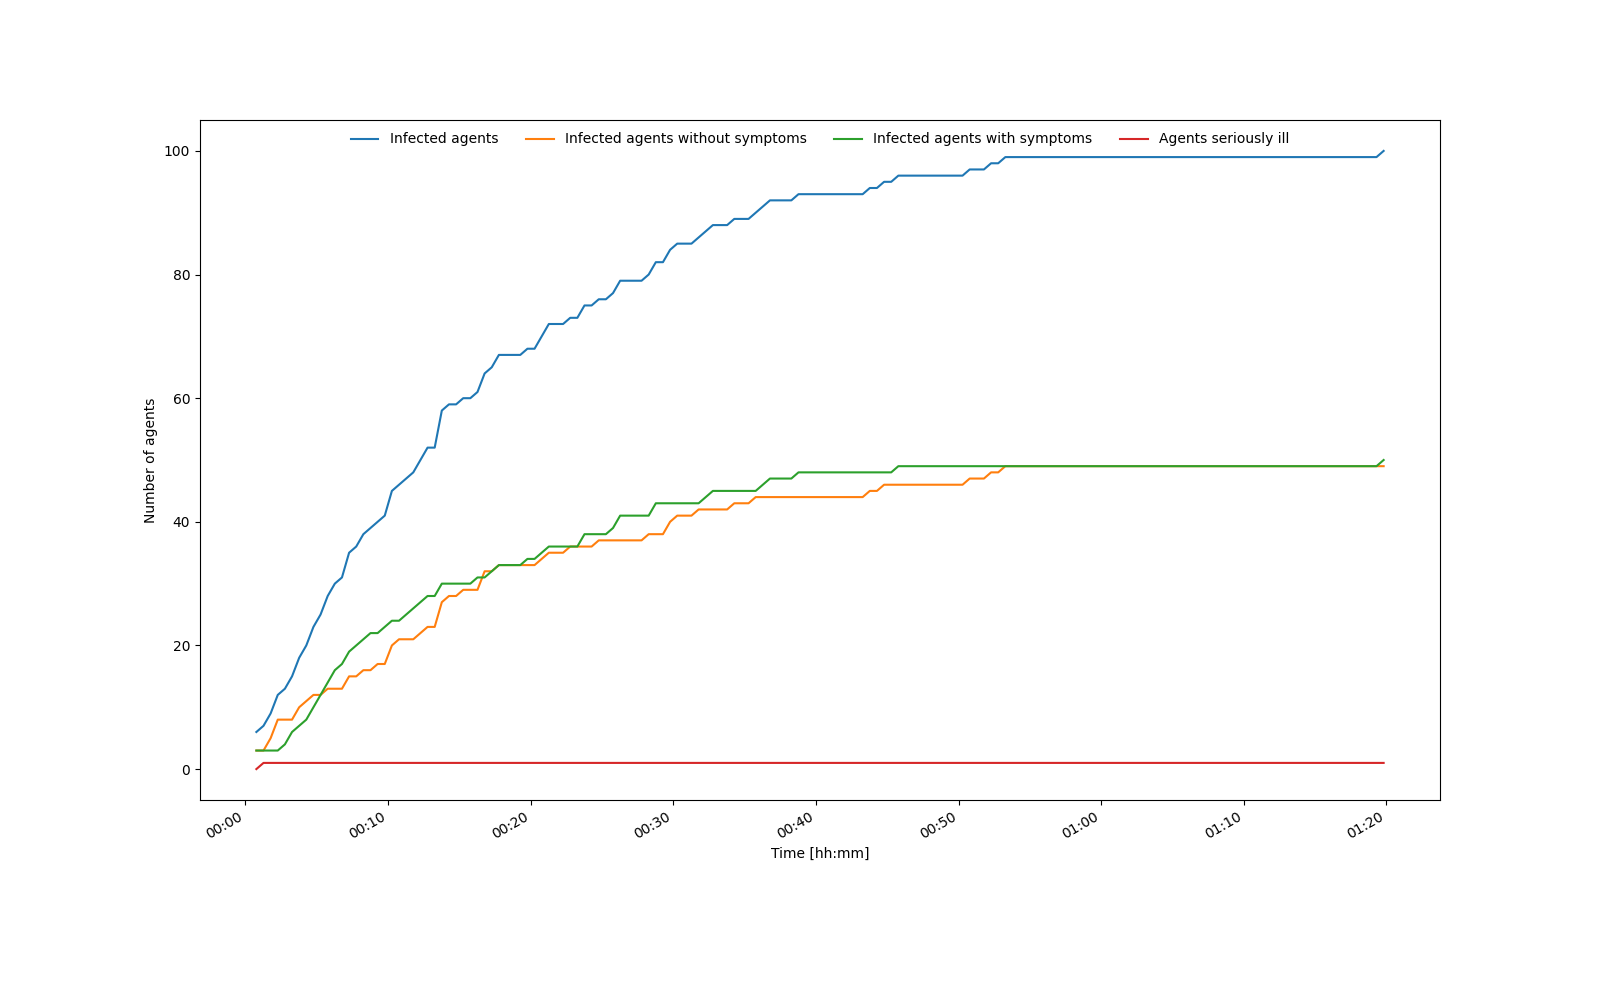 Infected agents Infected agents without symptoms Infected agents with symptoms Agents seriously ill
100
80
60
40
20
0
Number of agents
00:00 00:10 00:20 00:30 00:40 00:50 01:00 01:10 01:20
Time [hh:mm]